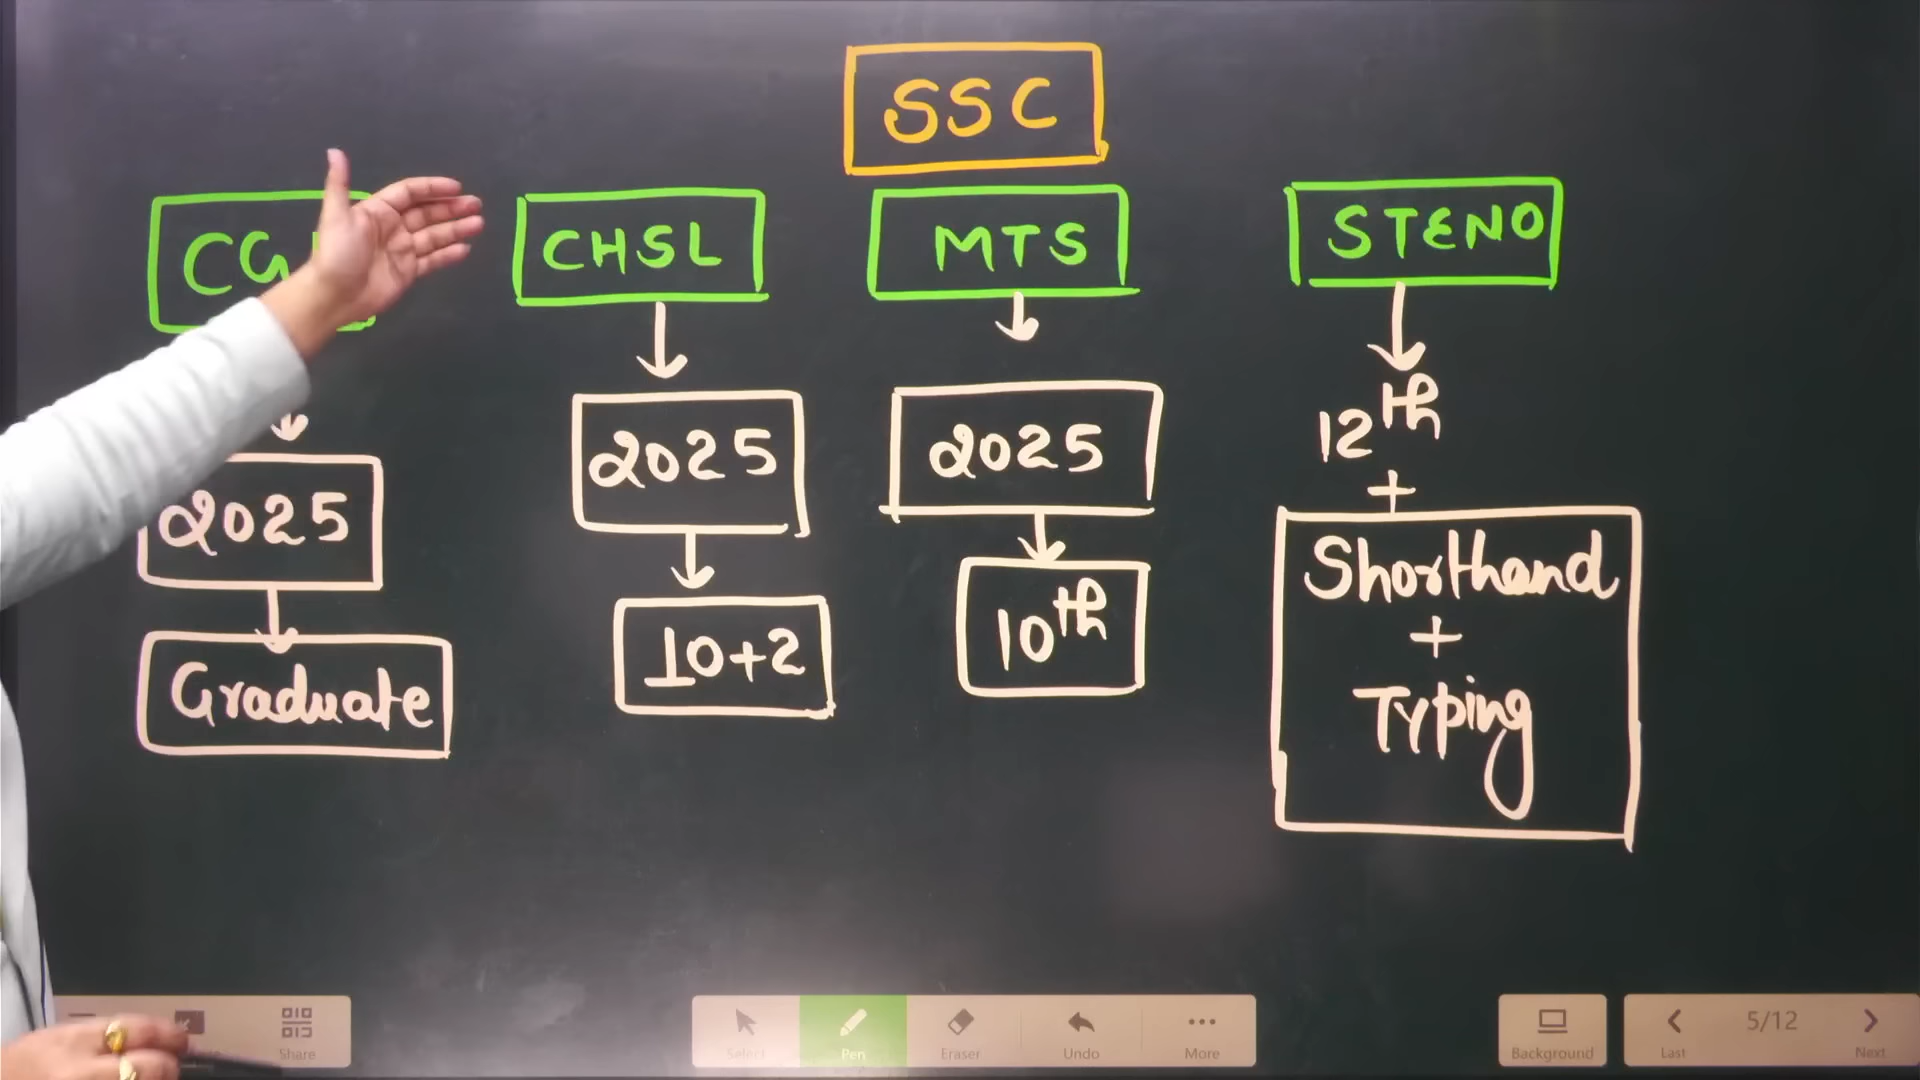 SSC
CHSL
MTS
STENO
2025
2025
2025
12th
+
Graduate
10+2
10th
Shorthand
+
Typing
Share
Select
Pen
Eraser
Undo
More
Background
Last
5/12
Next